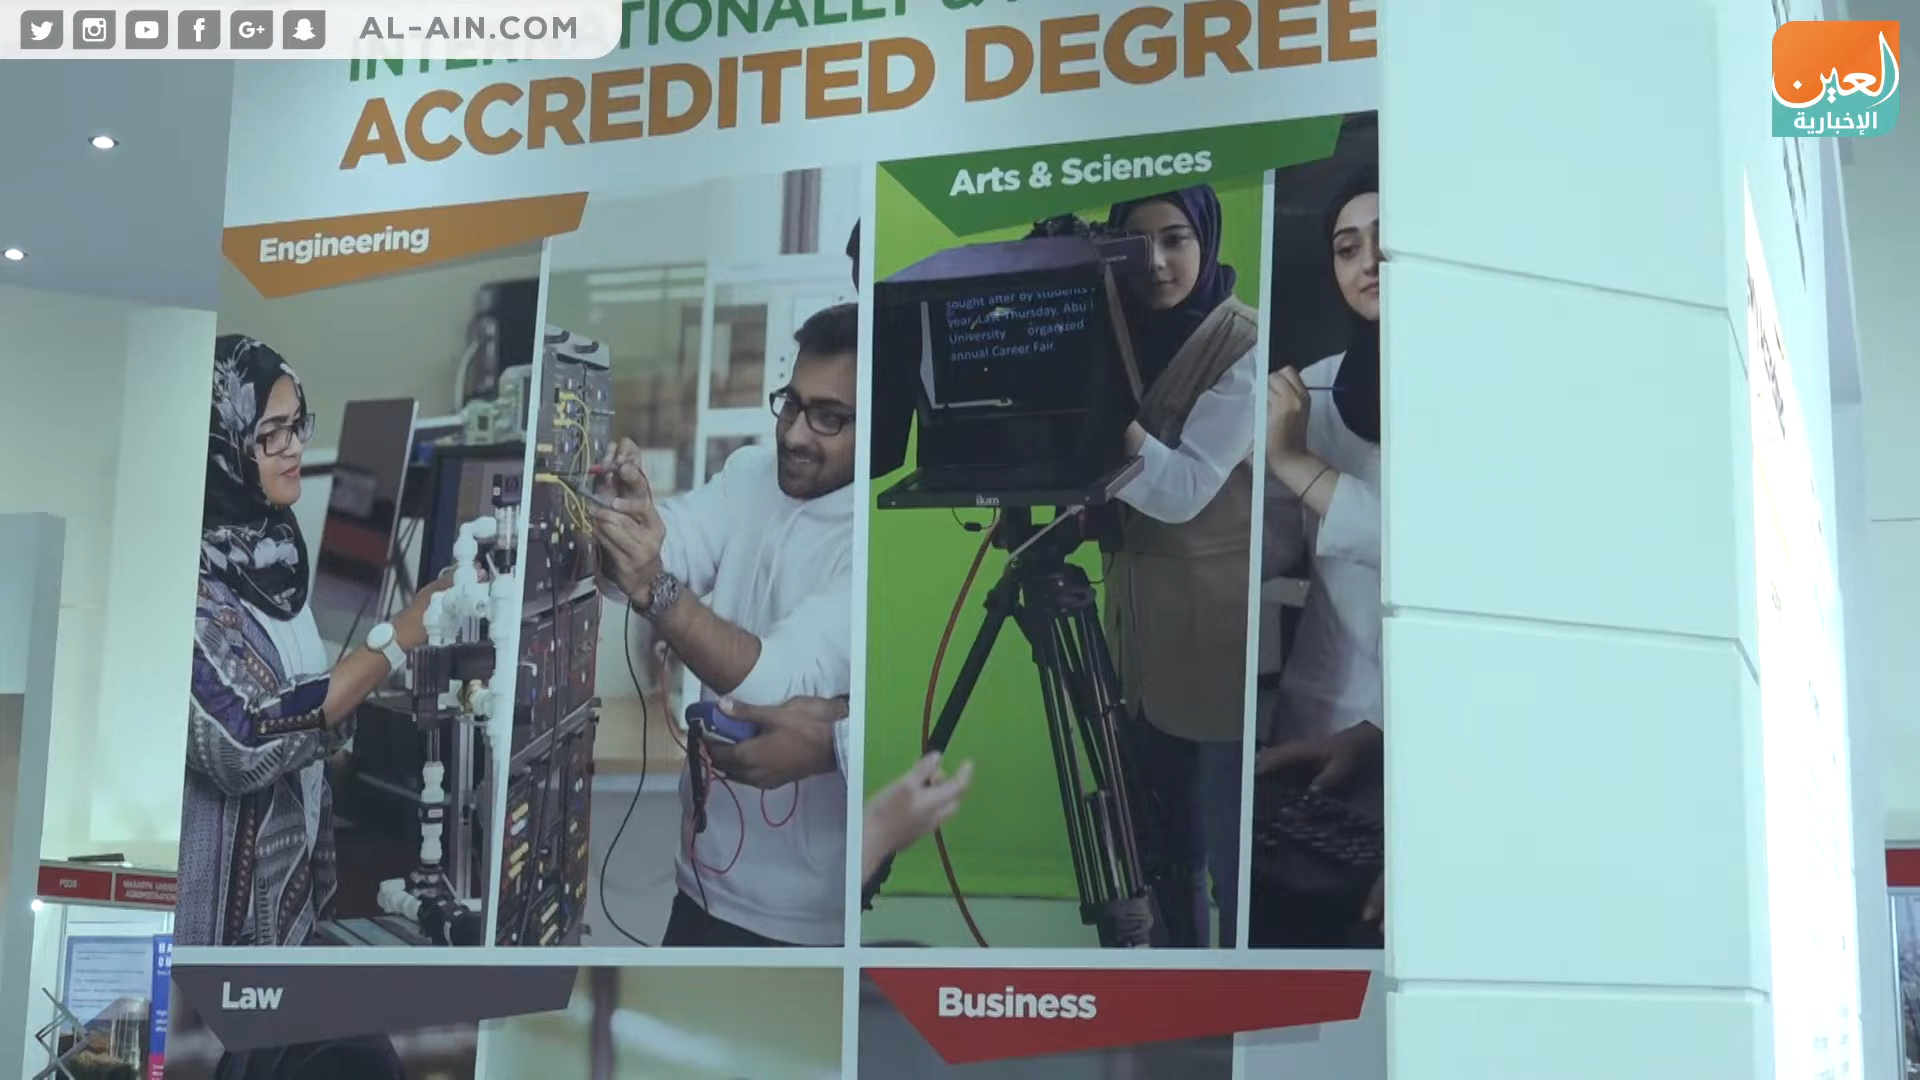 AL-AIN.COM
العين
الإخبارية
ACCREDITED DEGREE
Engineering
Arts & Sciences
sought after by students
year. Last Thursday, Abu
University organized
annual Career Fair.
ikan
Law
Business